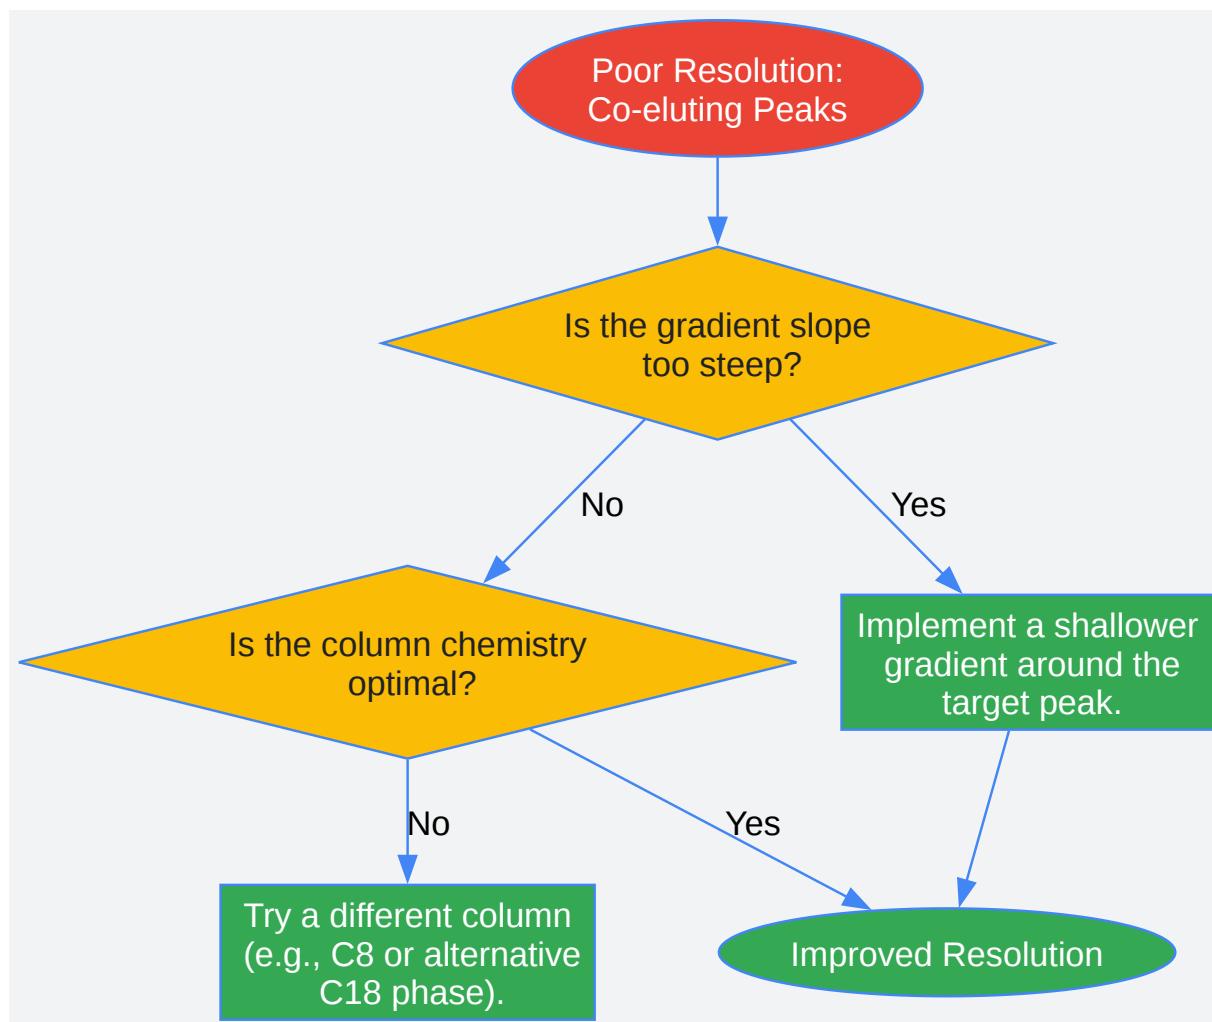 Poor Resolution:
Co-eluting Peaks
Is the gradient slope
too steep?
No
Yes
Is the column chemistry
optimal?
Implement a shallower
gradient around the
target peak.
No
Yes
Try a different column
(e.g., C8 or alternative
C18 phase).
Improved Resolution